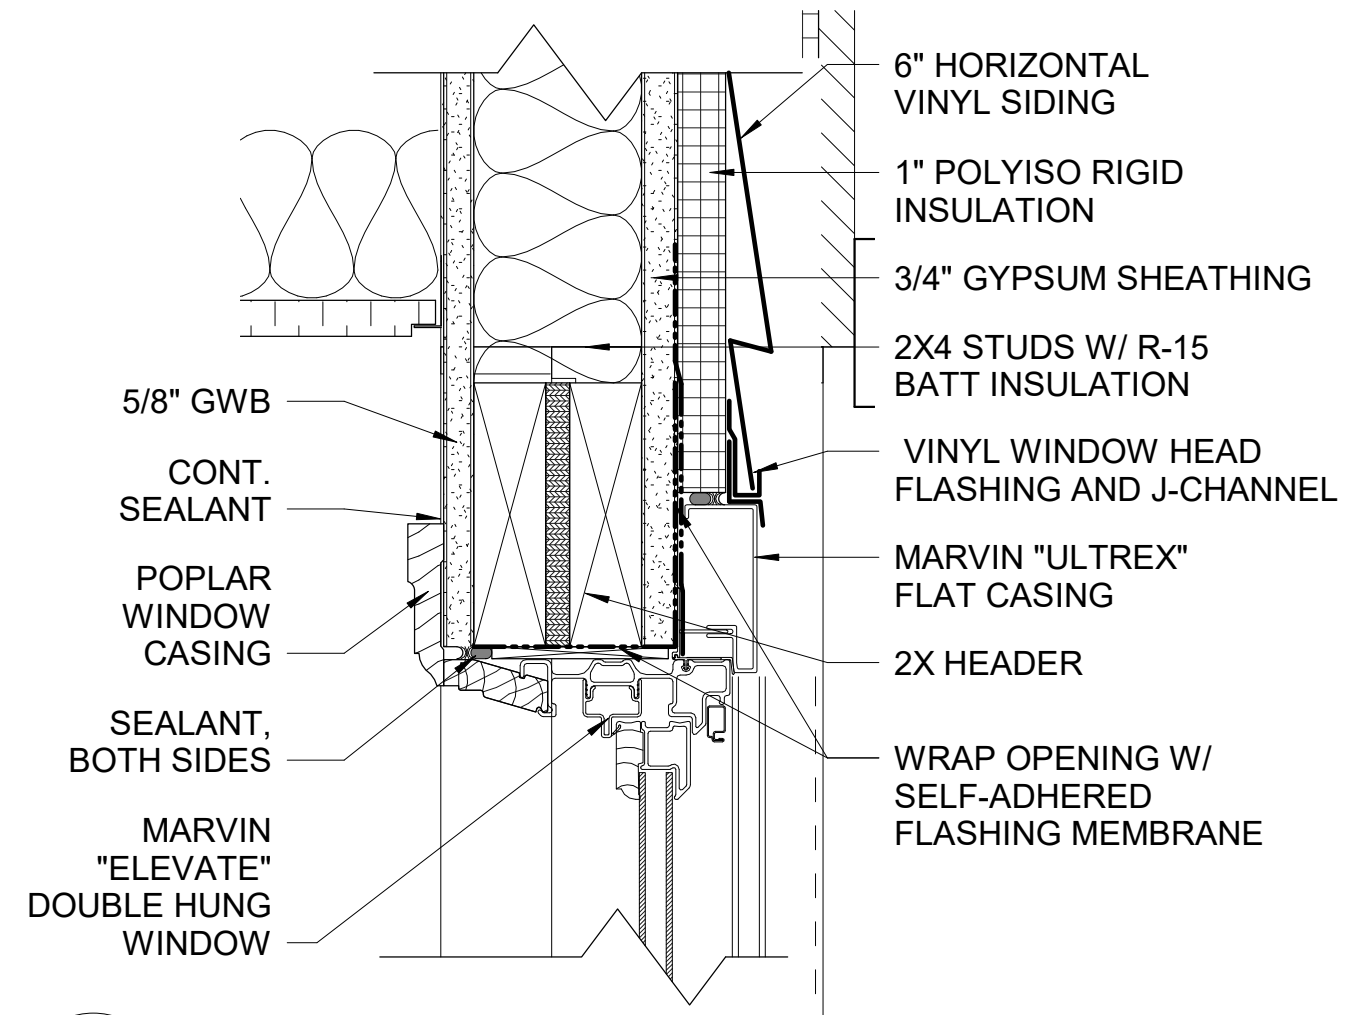 6" HORIZONTAL
VINYL SIDING
1" POLYISO RIGID
INSULATION
3/4" GYPSUM SHEATHING
2X4 STUDS W/ R-15
BATT INSULATION
VINYL WINDOW HEAD
FLASHING AND J-CHANNEL
MARVIN "ULTREX"
FLAT CASING
2X HEADER
WRAP OPENING W/
SELF-ADHERED
FLASHING MEMBRANE
5/8" GWB
CONT.
SEALANT
POPLAR
WINDOW
CASING
SEALANT,
BOTH SIDES
MARVIN
"ELEVATE"
DOUBLE HUNG
WINDOW